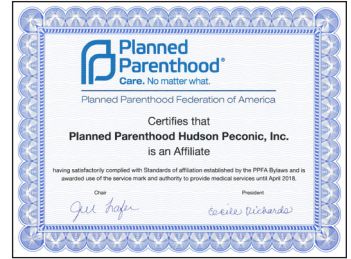 Planned
Parenthood®
Care. No matter what.
Planned Parenthood Federation of America
Certifies that
Planned Parenthood Hudson Peconic, Inc.
is an Affiliate
having satisfactorily complied with Standards of affiliation established by the PPFA Bylaws and is
awarded use of the service mark and authority to provide medical services until April 2018.
Chair President
Cecile Richards